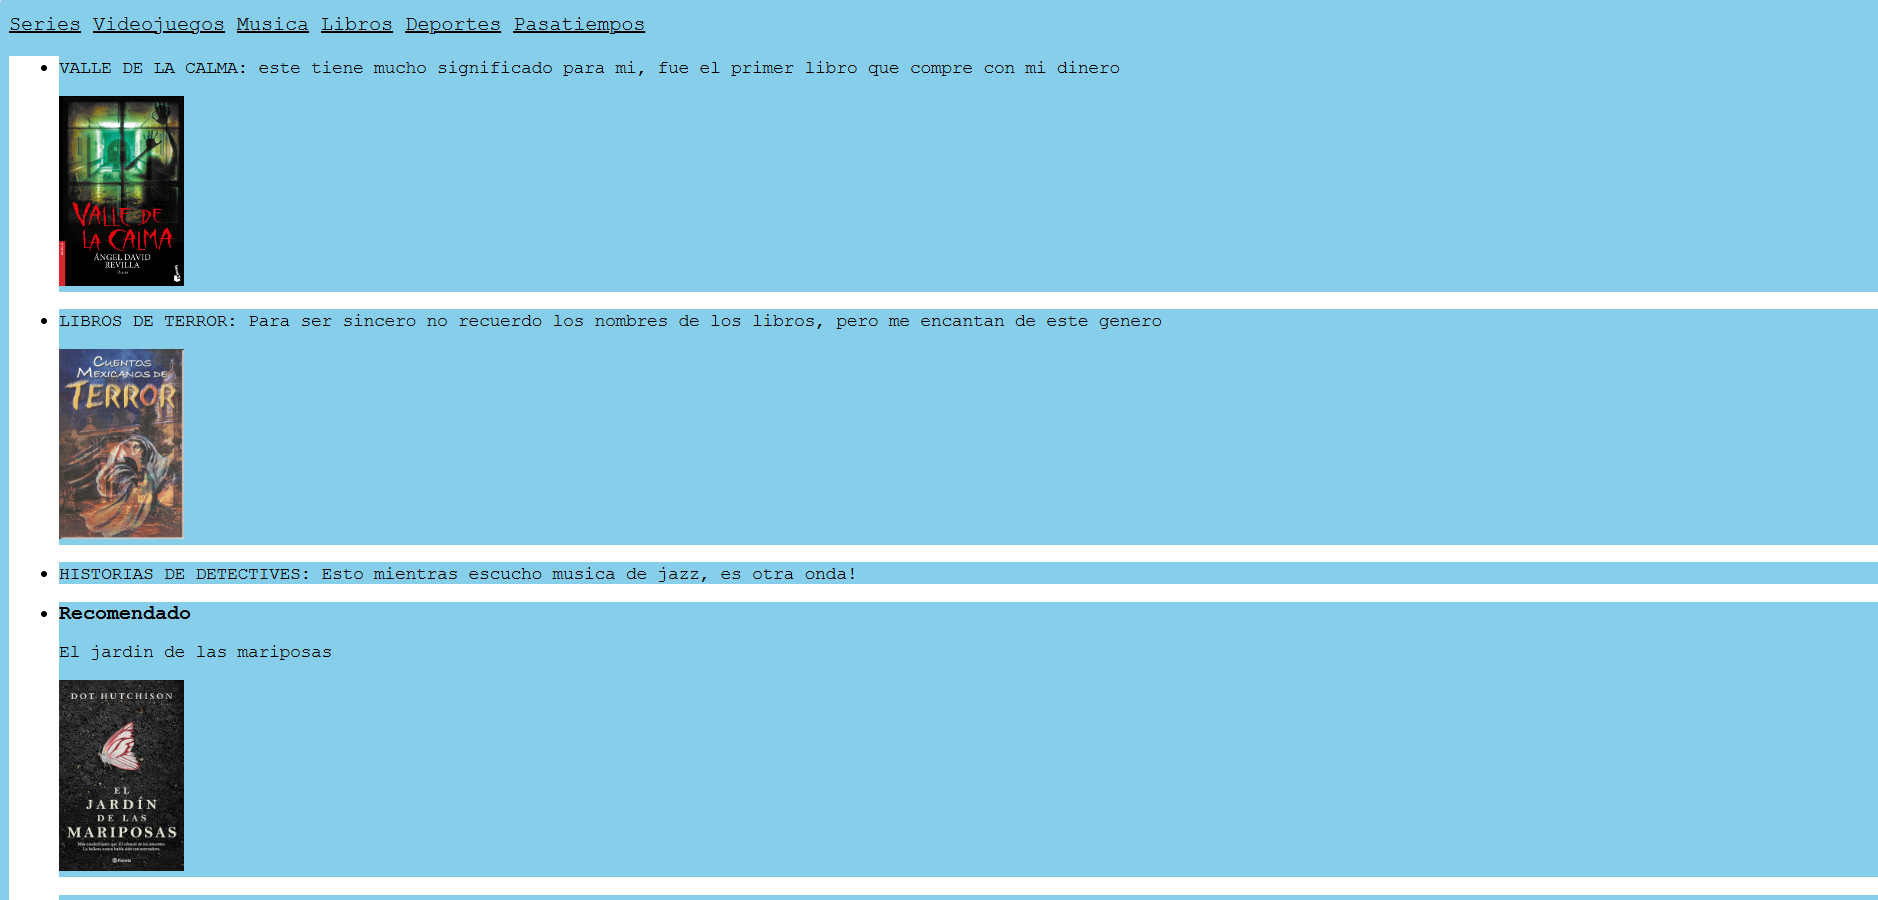 Series Videojuegos Musica Libros Deportes Pasatiempos
VALLE DE LA CALMA: este tiene mucho significado para mi, fue el primer libro que compre con mi dinero
VALLE DE
LA CALMA
ÁNGEL DAVID
REVILLA
LIBROS DE TERROR: Para ser sincero no recuerdo los nombres de los libros, pero me encantan de este genero
CUENTOS
MEXICANOS DE
TERROR
HISTORIAS DE DETECTIVES: Esto mientras escucho musica de jazz, es otra onda!
Recomendado
El jardin de las mariposas
DOT HUTCHISON
EL
JARDÍN
DE LAS
MARIPOSAS
Planeta